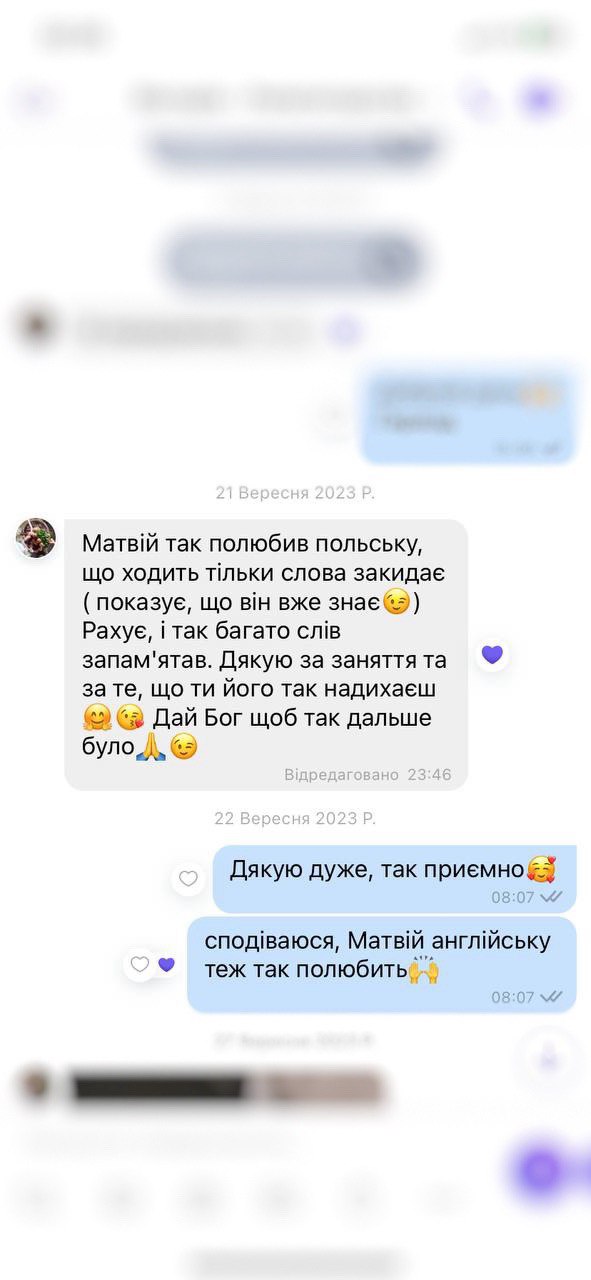 21 Вересня 2023 Р.
Матвій так полюбив польську,
що ходить тільки слова закидає
( показує, що він вже знає😉)
Рахує, і так багато слів
запам'ятав. Дякую за заняття та
за те, що ти його так надихаєш
🤗😘 Дай Бог щоб так дальше
було🙏😉
Відредаговано 23:46
22 Вересня 2023 Р.
Дякую дуже, так приємно🥰
08:07
сподіваюся, Матвій англійську
теж так полюбить🙌
08:07